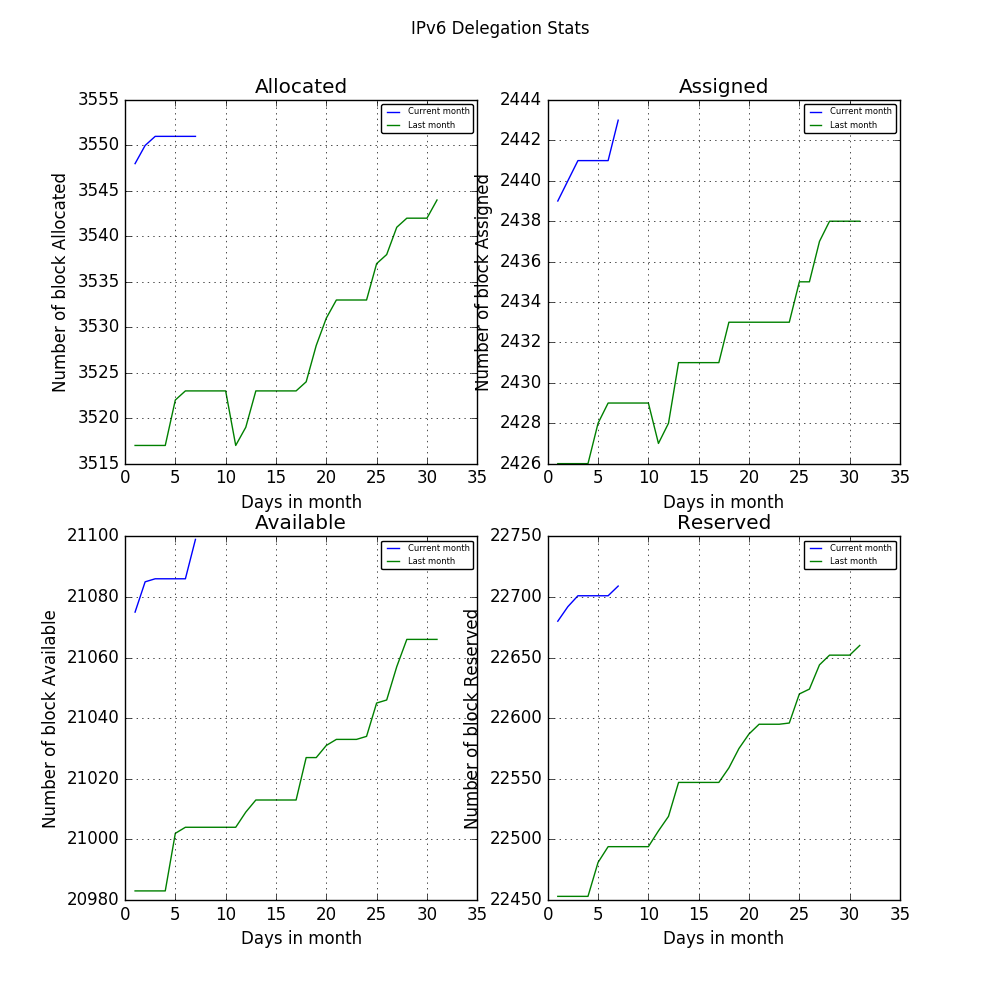 IPv6 Delegation Stats
Allocated
Number of block Allocated
3555
3550
3545
3540
3535
3530
3525
3520
3515
Current month
Last month
0 5 10 15 20 25 30 35
Days in month
Assigned
Number of block Assigned
2444
2442
2440
2438
2436
2434
2432
2430
2428
2426
Current month
Last month
0 5 10 15 20 25 30 35
Days in month
Available
Number of block Available
21100
21080
21060
21040
21020
21000
20980
Current month
Last month
0 5 10 15 20 25 30 35
Days in month
Reserved
Number of block Reserved
22750
22700
22650
22600
22550
22500
22450
Current month
Last month
0 5 10 15 20 25 30 35
Days in month